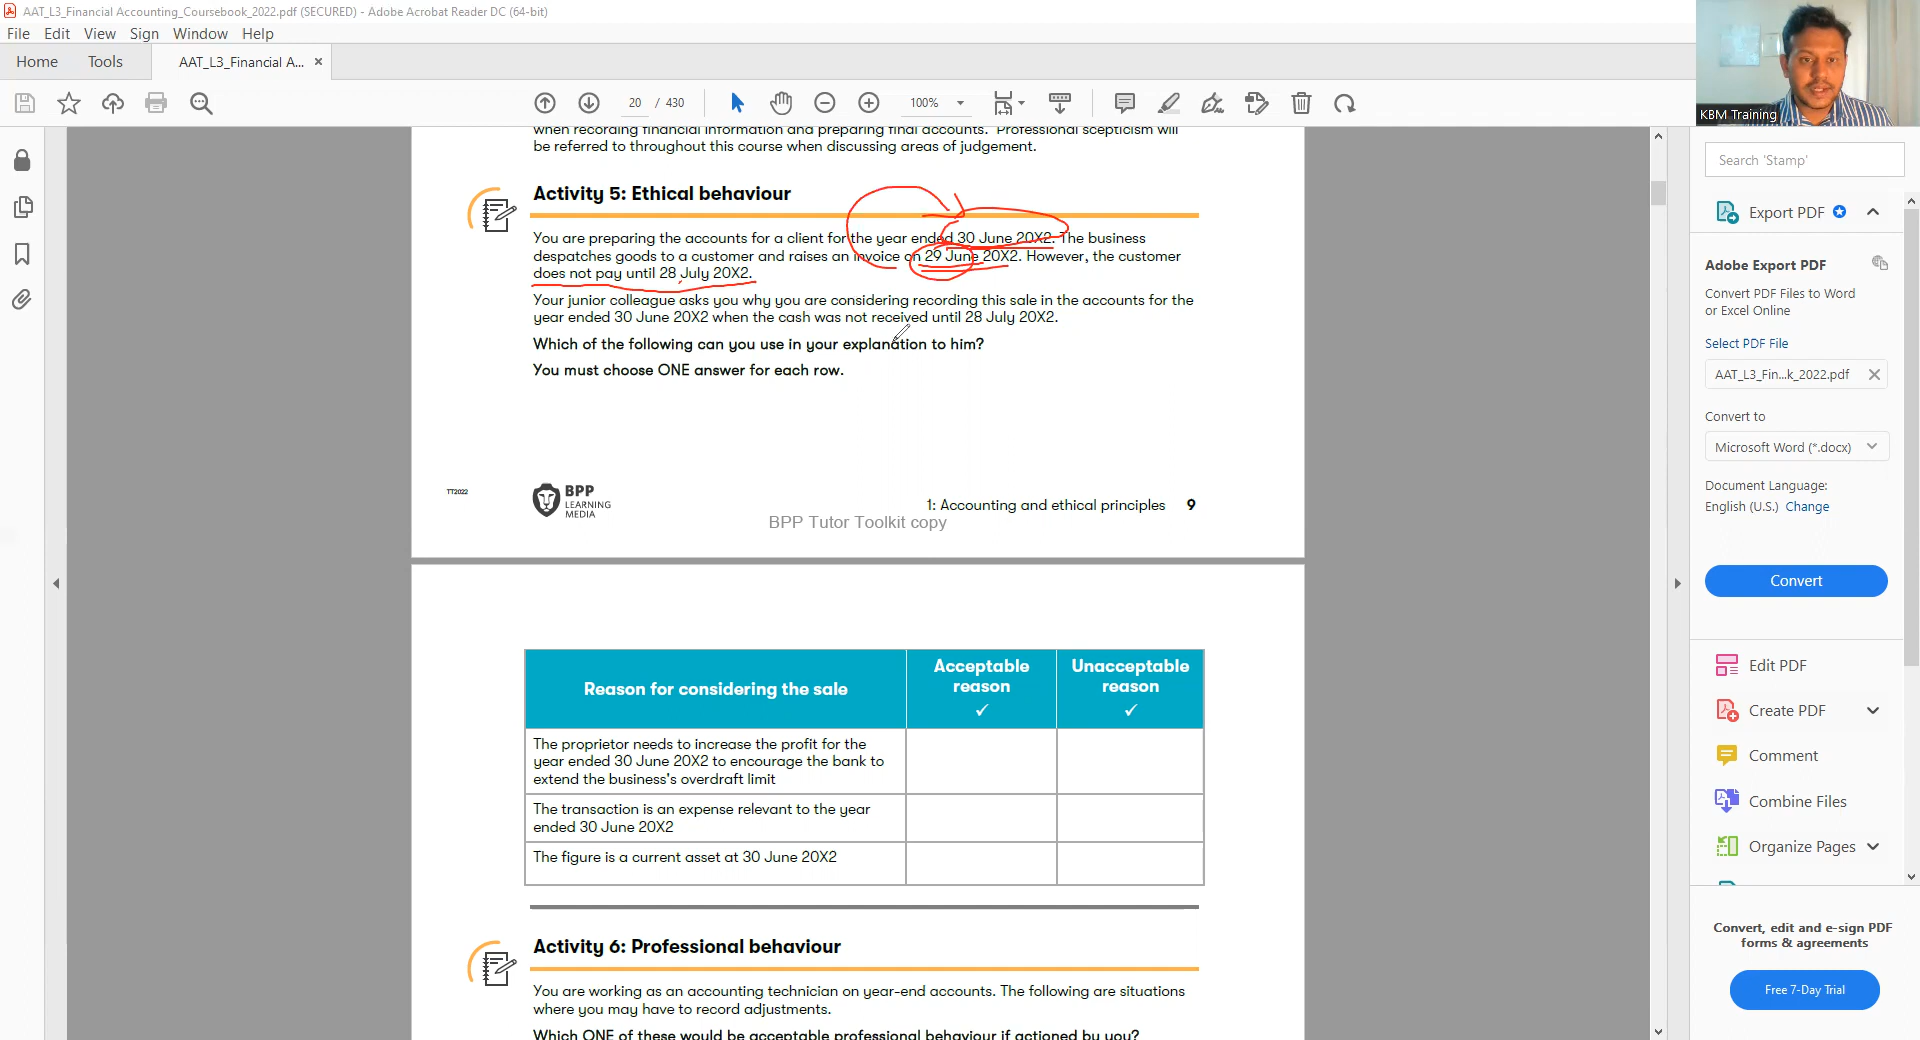 AAT_L3_Financial Accounting_Coursebook_2022.pdf (SECURED) - Adobe Acrobat Reader DC (64-bit)
File Edit View Sign Window Help
Home Tools AAT_L3_Financial A... ×
20 / 430 100%
KBM Training
when recording financial information and preparing final accounts. Professional scepticism will
be referred to throughout this course when discussing areas of judgement.
Activity 5: Ethical behaviour
You are preparing the accounts for a client for the year ended 30 June 20X2. The business
despatches goods to a customer and raises an invoice on 29 June 20X2. However, the customer
does not pay until 28 July 20X2.
Your junior colleague asks you why you are considering recording this sale in the accounts for the
year ended 30 June 20X2 when the cash was not received until 28 July 20X2.
Which of the following can you use in your explanation to him?
You must choose ONE answer for each row.
TT2022
BPP
LEARNING
MEDIA
1: Accounting and ethical principles 9
BPP Tutor Toolkit copy
Reason for considering the sale
Acceptable
reason
✓
Unacceptable
reason
✓
The proprietor needs to increase the profit for the
year ended 30 June 20X2 to encourage the bank to
extend the business's overdraft limit
The transaction is an expense relevant to the year
ended 30 June 20X2
The figure is a current asset at 30 June 20X2
Activity 6: Professional behaviour
You are working as an accounting technician on year-end accounts. The following are situations
where you may have to record adjustments.
Which ONE of these would be acceptable professional behaviour if actioned by you?
Search 'Stamp'
Export PDF
Adobe Export PDF
Convert PDF Files to Word
or Excel Online
Select PDF File
AAT_L3_Fin...k_2022.pdf
Convert to
Microsoft Word (*.docx)
Document Language:
English (U.S.) Change
Convert
Edit PDF
Create PDF
Comment
Combine Files
Organize Pages
Convert, edit and e-sign PDF
forms & agreements
Free 7-Day Trial